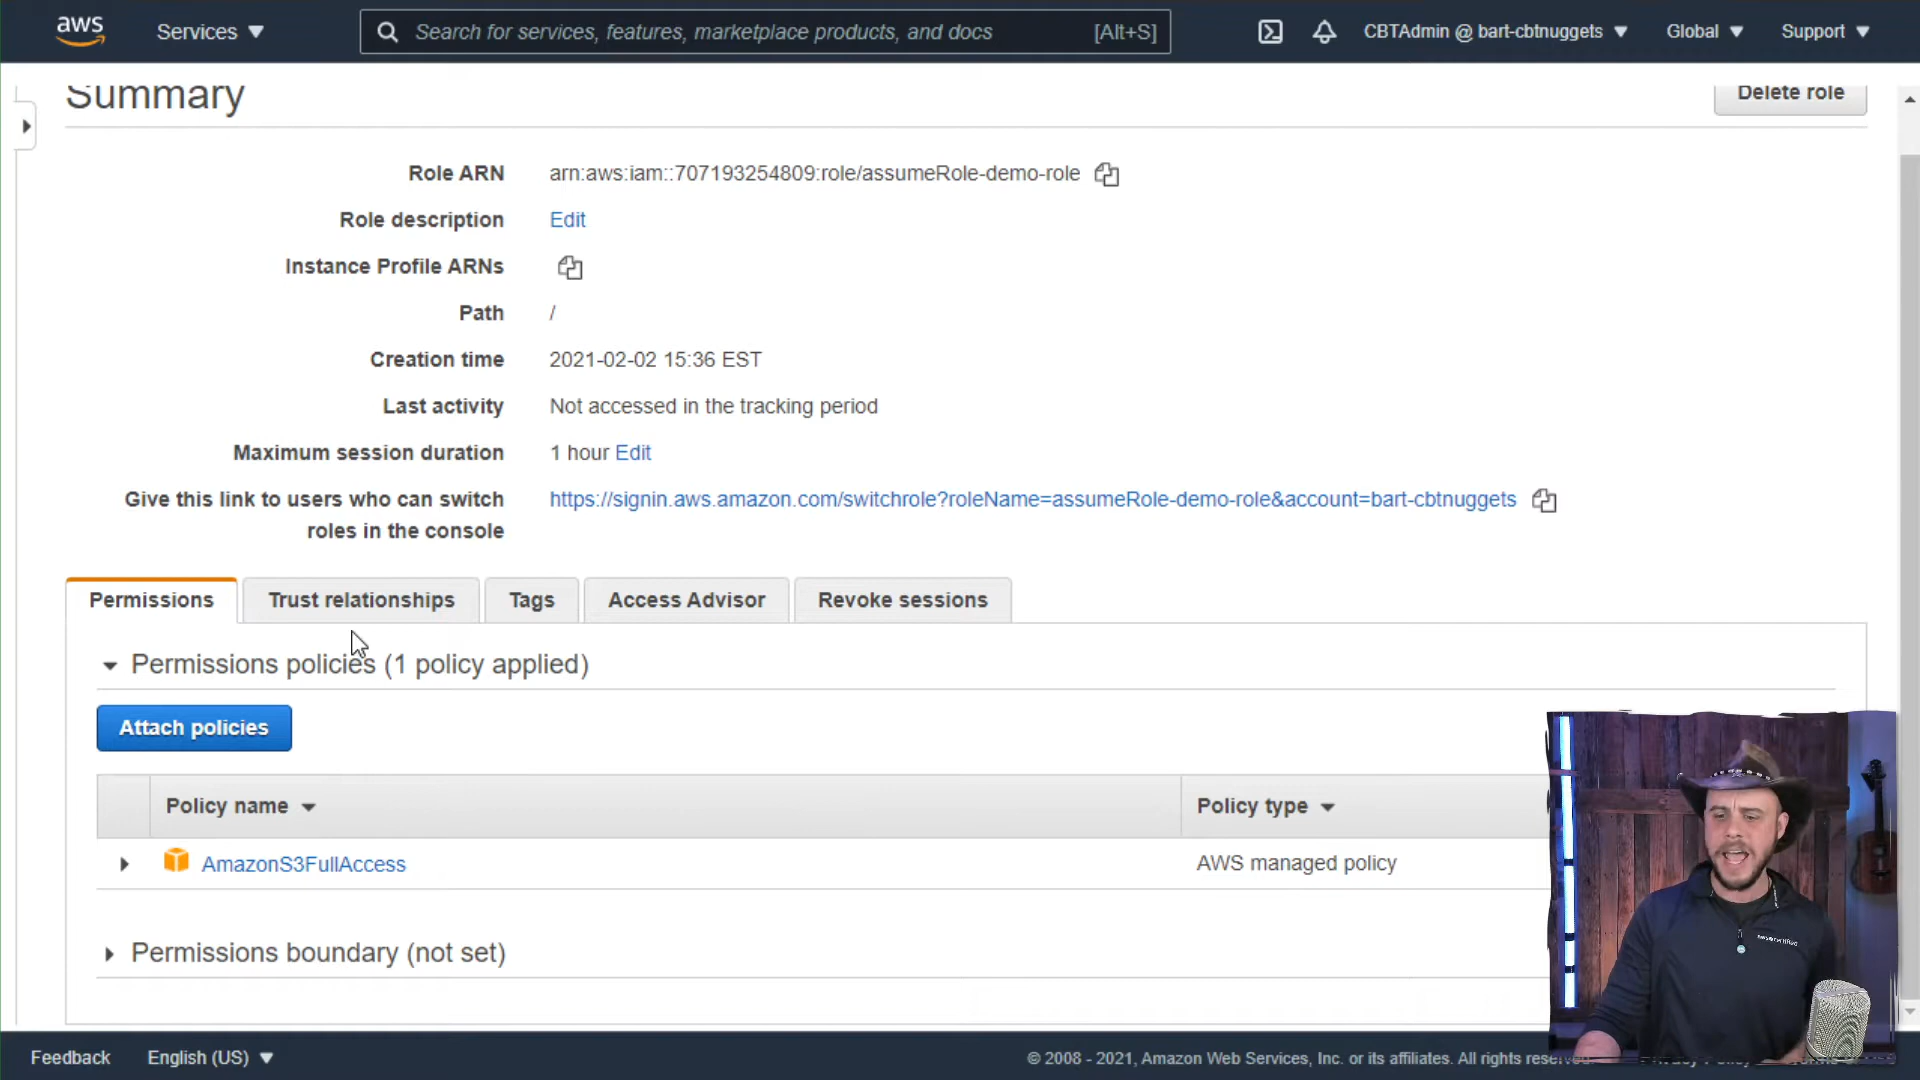 aws Services Search for services, features, marketplace products, and docs [Alt+S] CBTAdmin @ bart-cbtnuggets Global Support
Summary Delete role
Role ARN arn:aws:iam::707193254809:role/assumeRole-demo-role
Role description Edit
Instance Profile ARNs
Path /
Creation time 2021-02-02 15:36 EST
Last activity Not accessed in the tracking period
Maximum session duration 1 hour Edit
Give this link to users who can switch https://signin.aws.amazon.com/switchrole?roleName=assumeRole-demo-role&account=bart-cbtnuggets
roles in the console
Permissions Trust relationships Tags Access Advisor Revoke sessions
Permissions policies (1 policy applied)
Attach policies
Policy name Policy type
AmazonS3FullAccess AWS managed policy
Permissions boundary (not set)
Feedback English (US) © 2008 - 2021, Amazon Web Services, Inc. or its affiliates. All rights